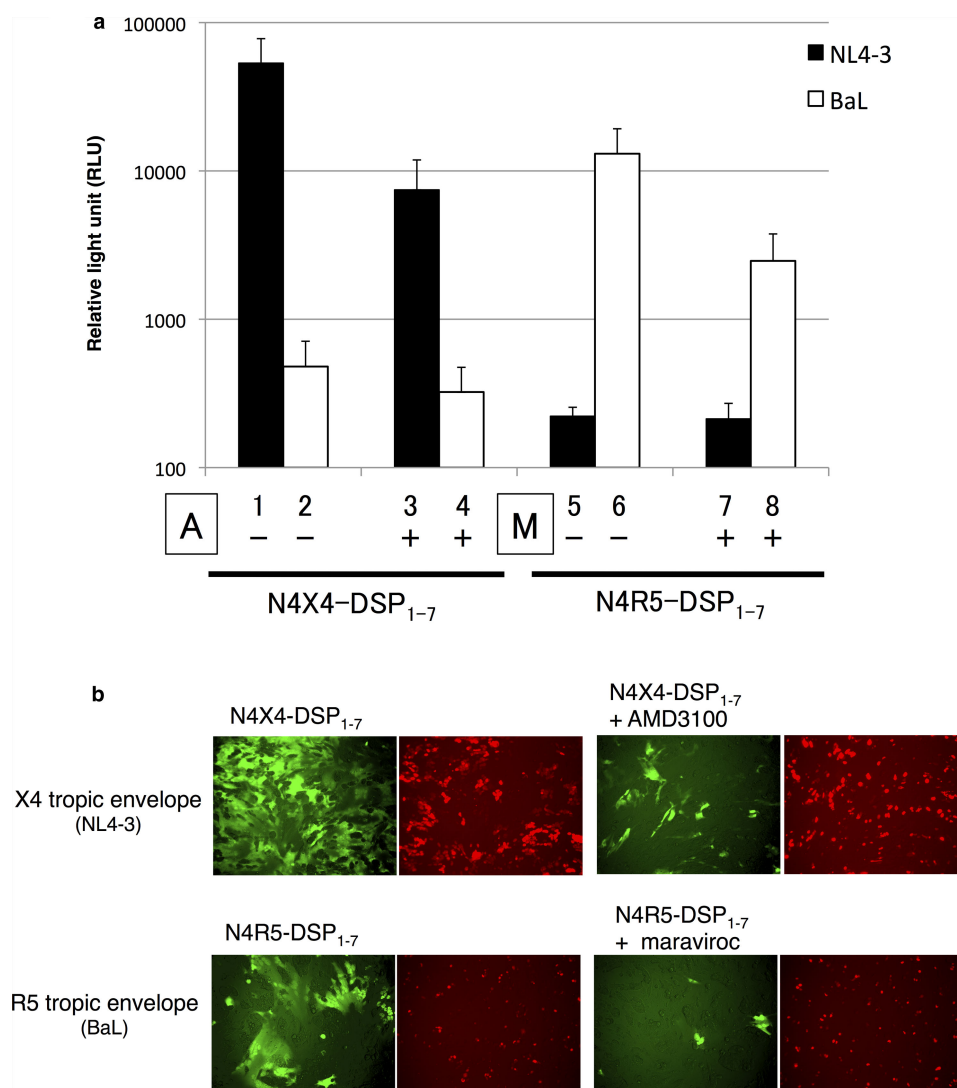 a
100000
10000
1000
100
Relative light unit (RLU)
NL4-3
BaL
A
1 2 3 4
– – + +
M
5 6 7 8
– – + +
N4X4–DSP₁₋₇
N4R5–DSP₁₋₇
b
N4X4-DSP₁₋₇
N4X4-DSP₁₋₇
+ AMD3100
X4 tropic envelope
(NL4-3)
N4R5-DSP₁₋₇
N4R5-DSP₁₋₇
+ maraviroc
R5 tropic envelope
(BaL)